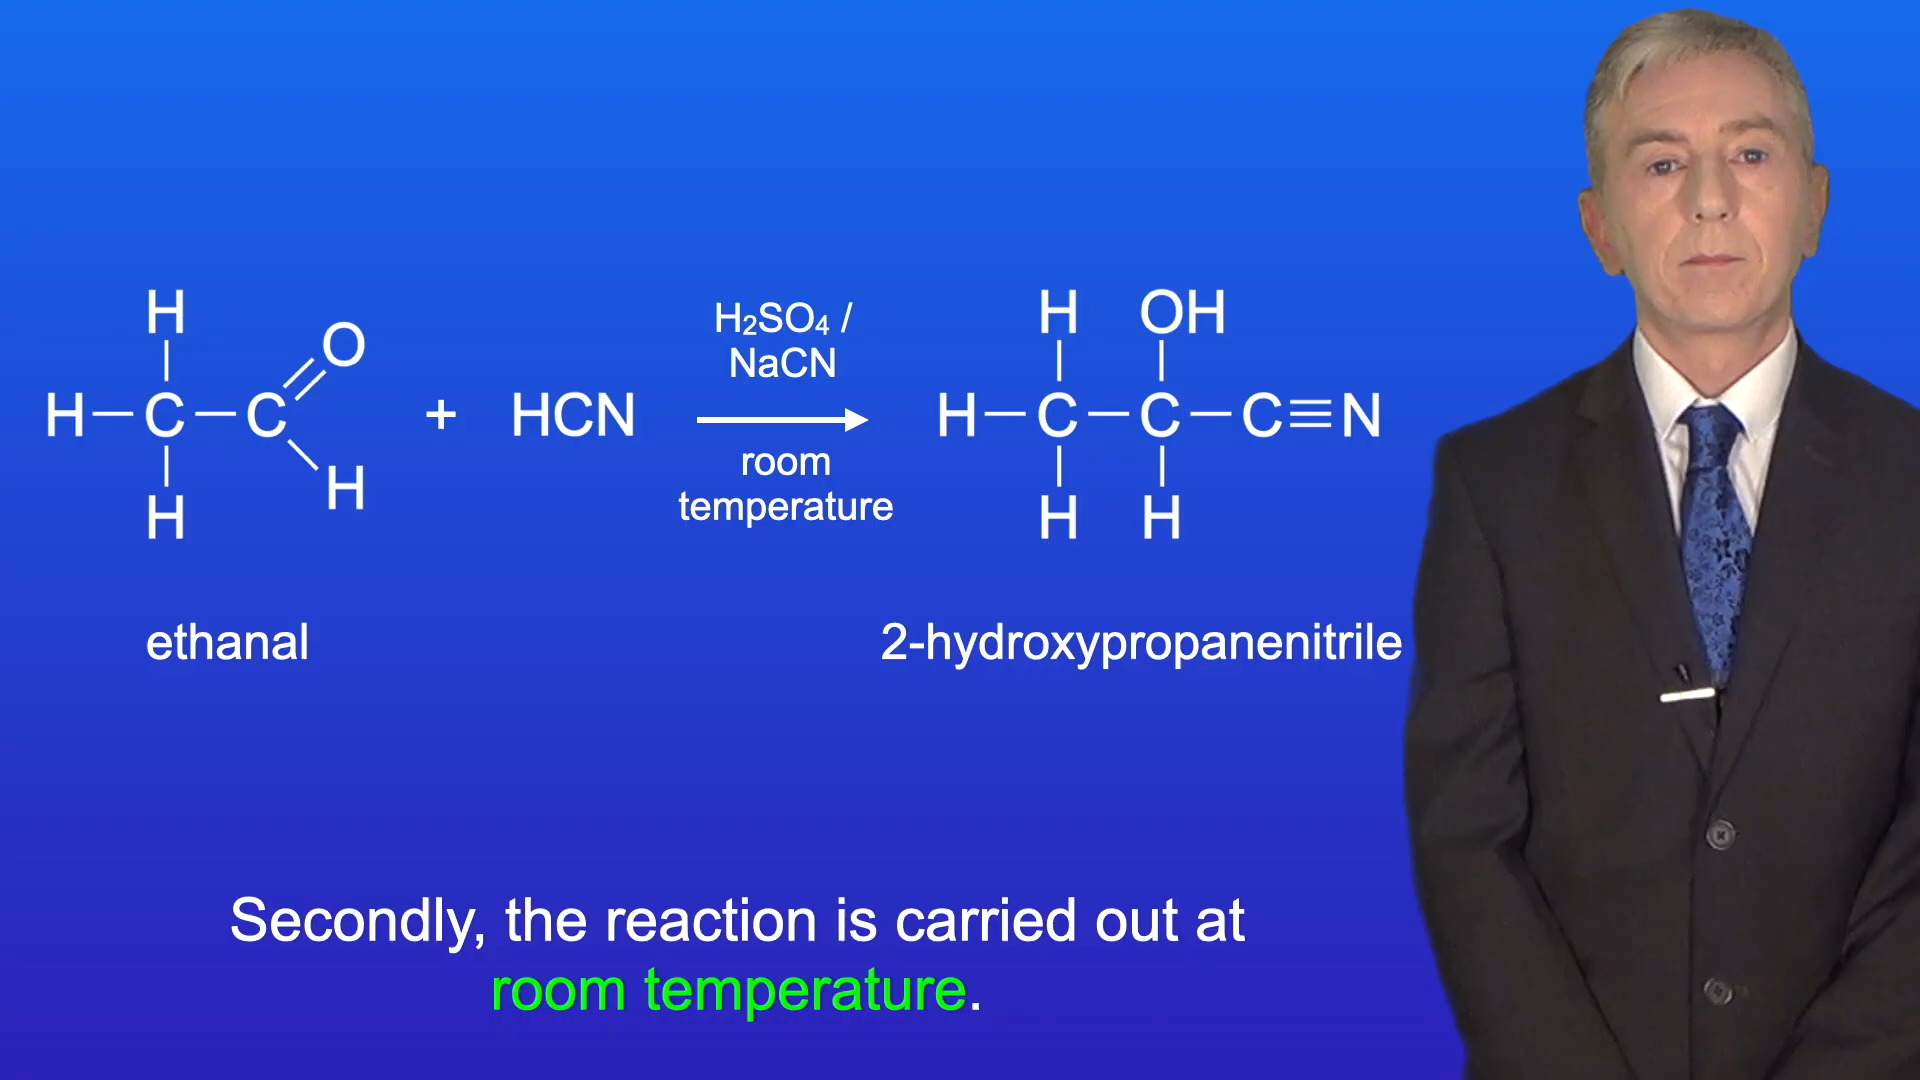 H H OH
O H₂SO₄ /
NaCN
H—C—C + HCN H—C—C—C≡N
room
H temperature
H H H
ethanal 2-hydroxypropanenitrile
Secondly, the reaction is carried out at
room temperature.